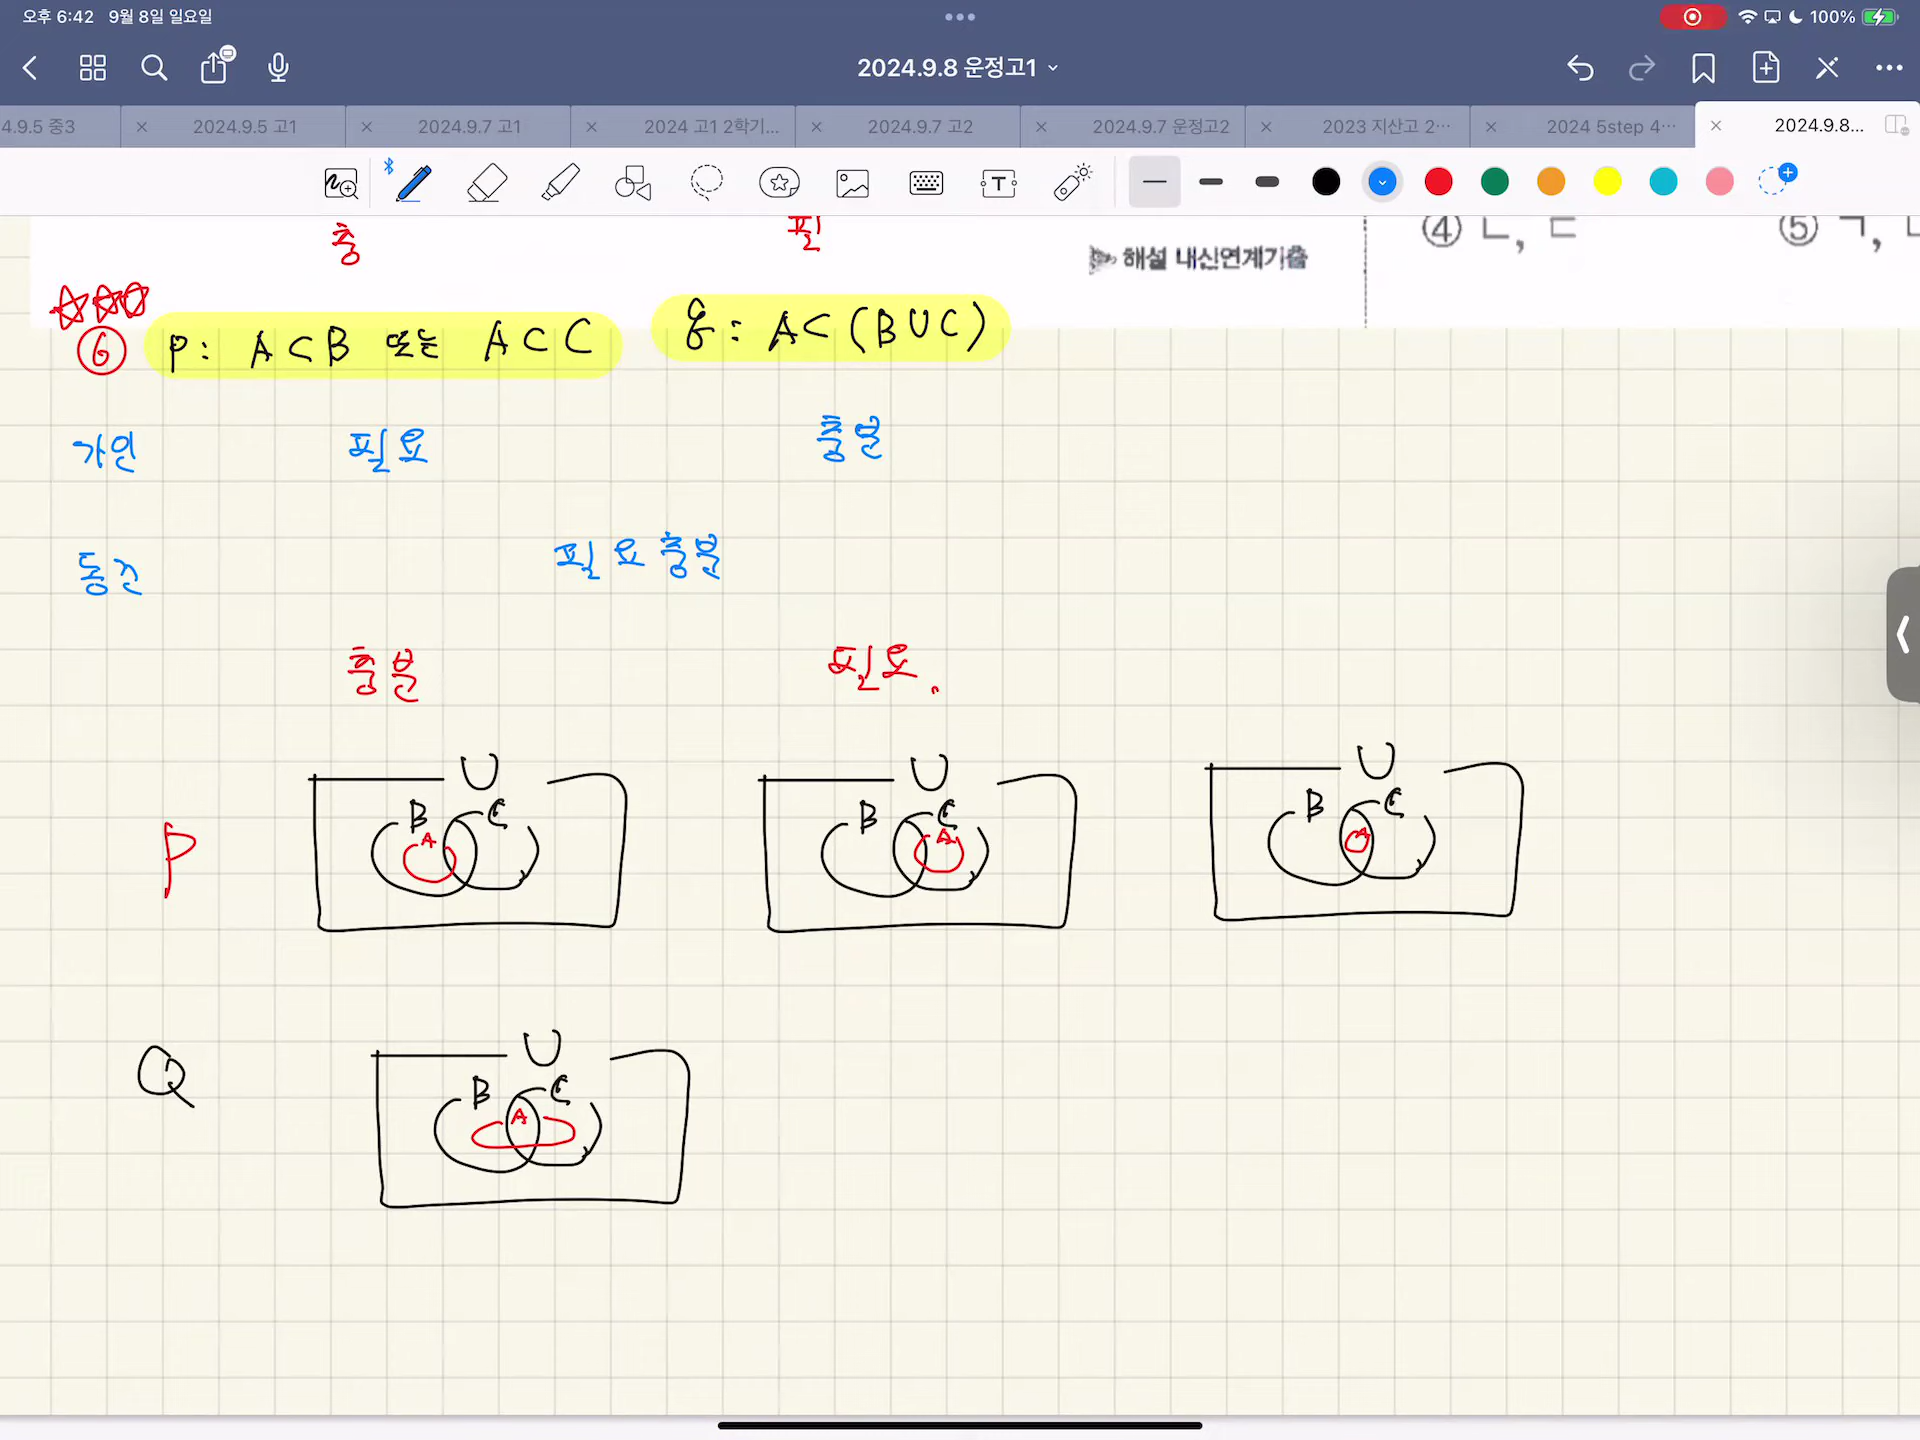 오후 6:42 9월 8일 일요일
100%
2024.9.8 운정고1
4.9.5 중3
2024.9.5 고1
2024.9.7 고1
2024 고1 2학기...
2024.9.7 고2
2024.9.7 운정고2
2023 지산고 2...
2024 5step 4...
2024.9.8...
충 필
해설 내신연계기출
④ ㄴ, ㄷ ⑤ ㄱ, ㄴ
⑥ p: A⊂B 또는 A⊂C q: A⊂(B∪C)
가인 필요 충분
동건 필요충분
충분 필요.
P
U
B C
A
U
B C
A
U
B C
A
Q
U
B C
A